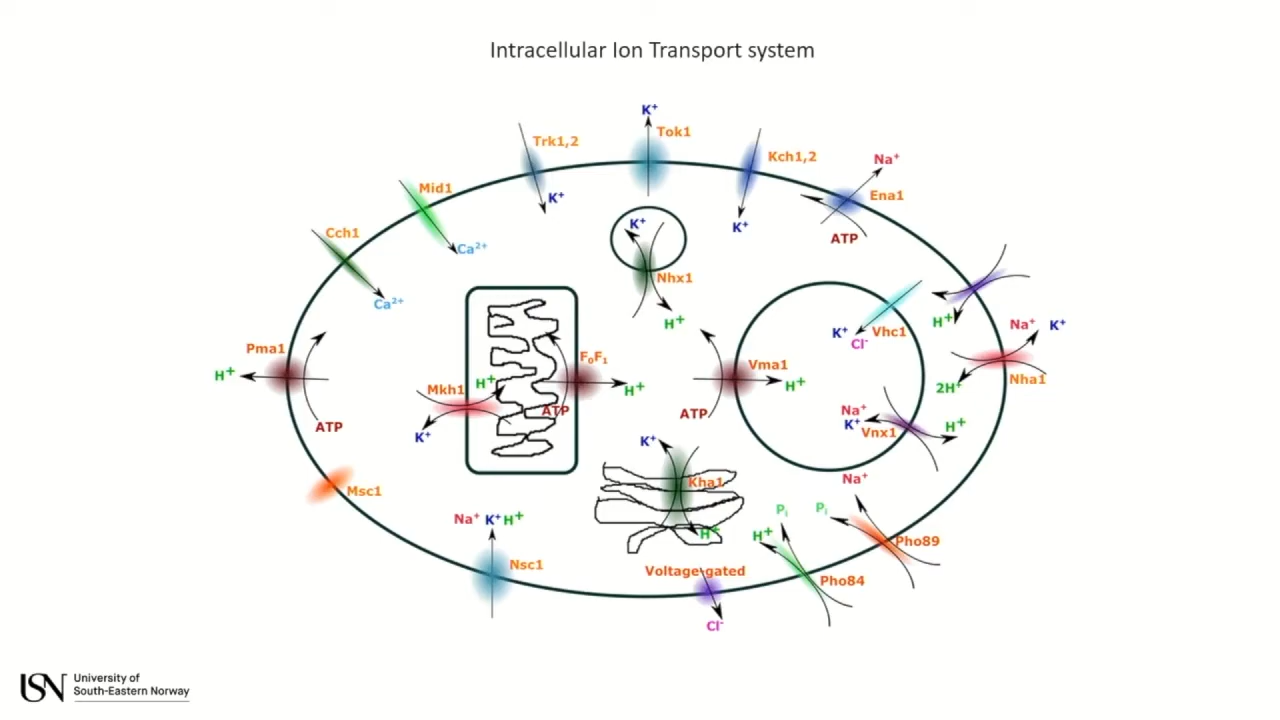 Intracellular Ion Transport system
K⁺
Tok1
Trk1,2
Kch1,2
Na⁺
Mid1
Ena1
K⁺
K⁺
K⁺
Cch1
ATP
Ca²⁺
Nhx1
Ca²⁺
H⁺
H⁺
Na⁺ K⁺
K⁺ Vhc1
Cl⁻
Pma1
F₀F₁
Vma1
H⁺
Nha1
Mkh1 H⁺
H⁺
H⁺
2H⁺
ATP
ATP
Na⁺
K⁺ Vnx1
H⁺
ATP
K⁺
K⁺
Msc1
Kha1
Na⁺
Na⁺ K⁺ H⁺
Pᵢ
Pᵢ
H⁺
H⁺
Pho89
Nsc1
Voltage-gated
Pho84
Cl⁻
USN University of
South-Eastern Norway